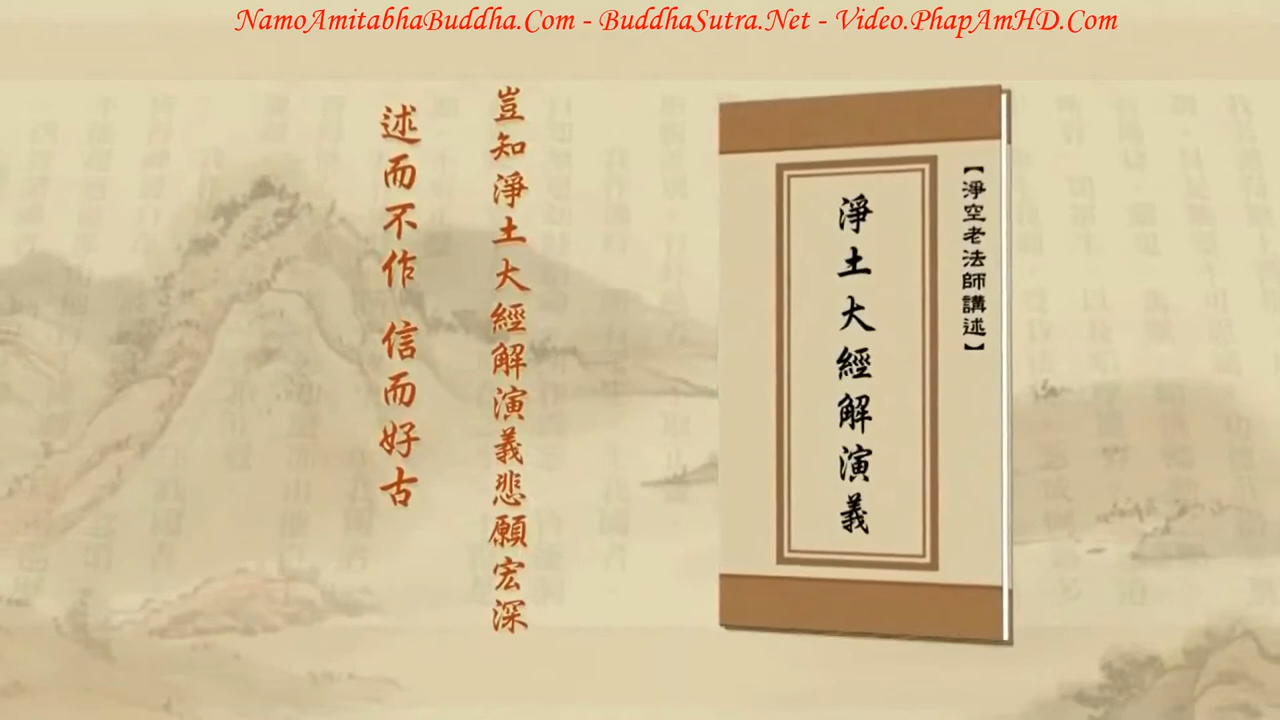 NamoAmitabhaBuddha.Com - BuddhaSutra.Net - Video.PhapAmHD.Com
【淨空老法師講述】
淨土大經解演義
豈知淨土大經解演義悲願宏深
述而不作 信而好古